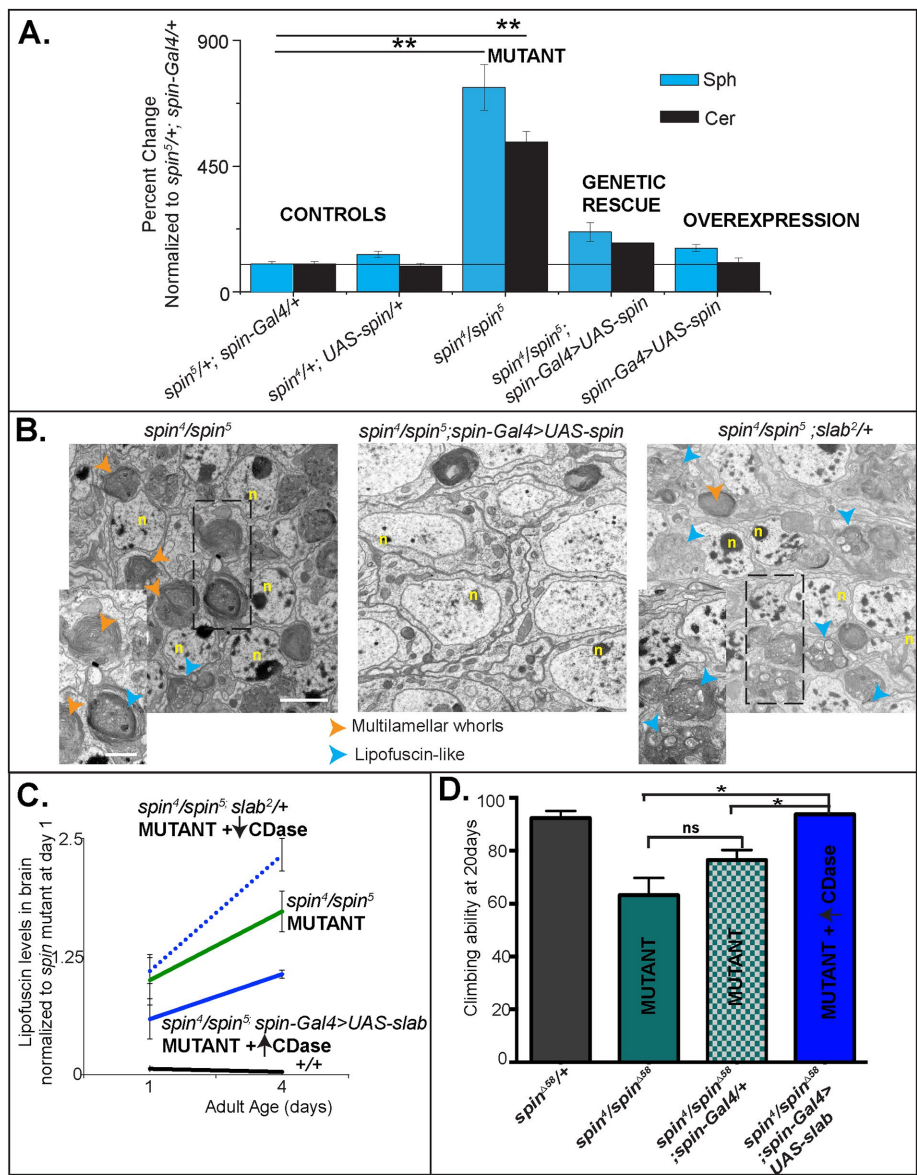 A.
900
450
0
Percent Change
Normalized to spin⁵/+; spin-Gal4/+
**
**
MUTANT
Sph
Cer
CONTROLS
GENETIC
RESCUE
OVEREXPRESSION
spin⁵/+; spin-Gal4/+
spin⁴/+; UAS-spin/+
spin⁴/spin⁵
spin⁴/spin⁵;
spin-Gal4>UAS-spin
spin-Ga4>UAS-spin
B.
spin⁴/spin⁵
spin⁴/spin⁵;spin-Gal4>UAS-spin
spin⁴/spin⁵ ;slab²/+
n
n
n
n
n
n
n
n
n
n
n
n
Multilamellar whorls
Lipofuscin-like
C.
spin⁴/spin⁵; slab²/+
MUTANT +↓CDase
2.5
1.25
0
Lipofuscin levels in brain
normalized to spin mutant at day 1
spin⁴/spin⁵
MUTANT
spin⁴/spin⁵; spin-Gal4>UAS-slab
MUTANT +↑CDase
+/+
1
4
Adult Age (days)
D.
100
80
60
40
20
0
Climbing ability at 20days
*
*
ns
MUTANT
MUTANT
MUTANT + ↑ CDase
spin^Δ58/+
spin⁴/spin^Δ58
spin⁴/spin^Δ58
;spin-Gal4/+
spin⁴/spin^Δ58
;spin-Gal4>
UAS-slab